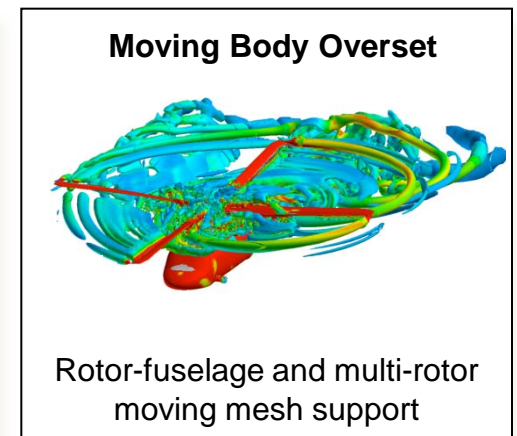 Moving Body Overset
Rotor-fuselage and multi-rotor
moving mesh support